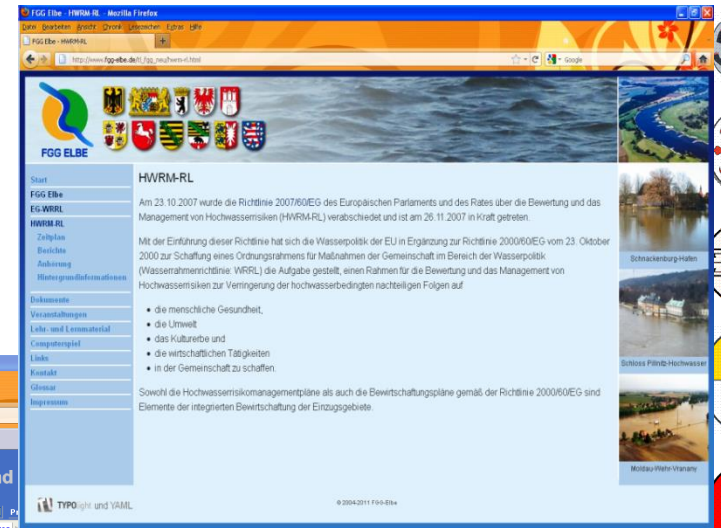 FGG Elbe - HWRM-RL - Mozilla Firefox
Datei Bearbeiten Ansicht Chronik Lesezeichen Extras Hilfe
FGG Elbe - HWRM-RL
Google
FGG ELBE
Start
FGG Elbe
EG-WRRL
HWRM-RL
Zeitplan
Berichte
Anhörung
Hintergrundinformationen
Dokumente
Veranstaltungen
Lehr- und Lernmaterial
Computerspiel
Links
Kontakt
Glossar
Impressum
HWRM-RL
Am 23.10.2007 wurde die Richtlinie 2007/60/EG des Europäischen Parlaments und des Rates über die Bewertung und das
Management von Hochwasserrisiken (HWRM-RL) verabschiedet und ist am 26.11.2007 in Kraft getreten.
Mit der Einführung dieser Richtlinie hat sich die Wasserpolitik der EU in Ergänzung zur Richtlinie 2000/60/EG vom 23. Oktober
2000 zur Schaffung eines Ordnungsrahmens für Maßnahmen der Gemeinschaft im Bereich der Wasserpolitik
(Wasserrahmenrichtlinie: WRRL) die Aufgabe gestellt, einen Rahmen für die Bewertung und das Management von
Hochwasserrisiken zur Verringerung der hochwasserbedingten nachteiligen Folgen auf
• die menschliche Gesundheit,
• die Umwelt
• das Kulturerbe und
• die wirtschaftlichen Tätigkeiten
• in der Gemeinschaft zu schaffen.
Sowohl die Hochwasserrisikomanagementpläne als auch die Bewirtschaftungspläne gemäß der Richtlinie 2000/60/EG sind
Elemente der integrierten Bewirtschaftung der Einzugsgebiete.
Schnackenburg-Hafen
Schloss Pillnitz-Hochwasser
Moldau-Wehr-Vranany
TYPOlight und YAML
© 2004-2011 FGG-Elbe
nd